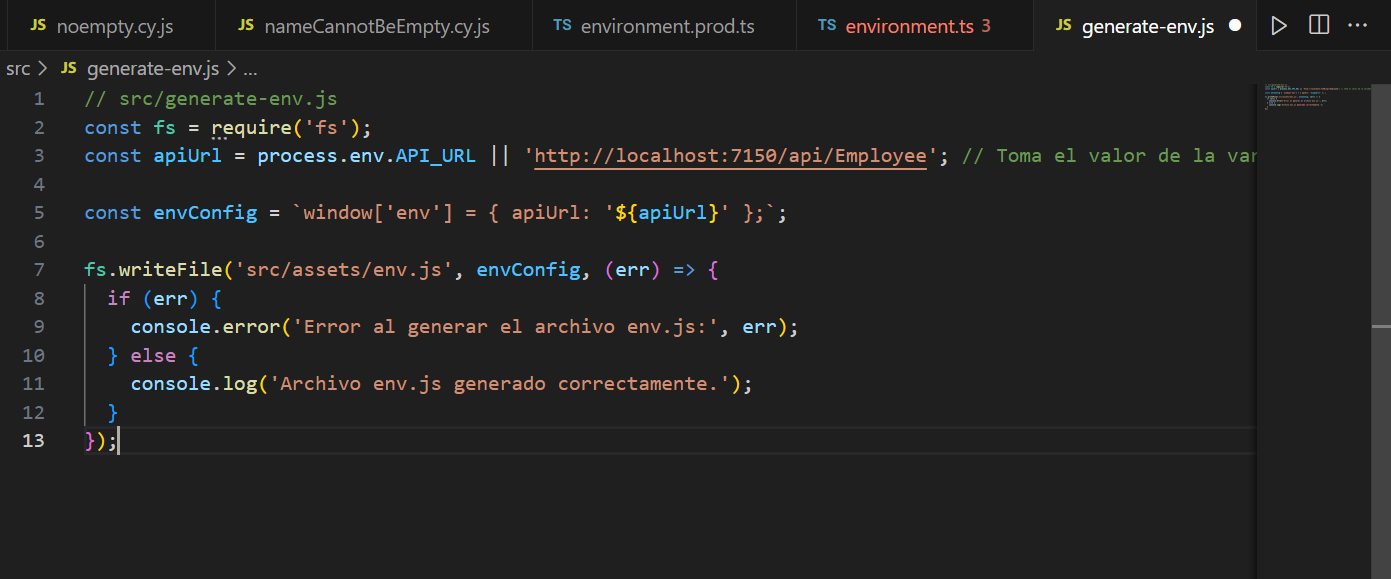 JS noempty.cy.js JS nameCannotBeEmpty.cy.js TS environment.prod.ts TS environment.ts 3 JS generate-env.js
src > JS generate-env.js > ...
1 // src/generate-env.js
2 const fs = require('fs');
3 const apiUrl = process.env.API_URL || 'http://localhost:7150/api/Employee'; // Toma el valor de la var
4
5 const envConfig = `window['env'] = { apiUrl: '${apiUrl}' };`;
6
7 fs.writeFile('src/assets/env.js', envConfig, (err) => {
8   if (err) {
9     console.error('Error al generar el archivo env.js:', err);
10   } else {
11     console.log('Archivo env.js generado correctamente.');
12   }
13 });